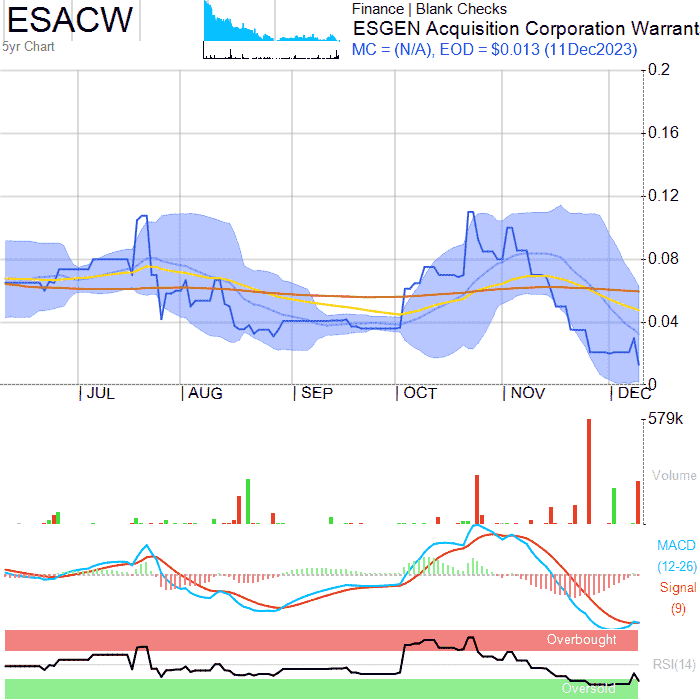 ESACW
5yr Chart
Finance | Blank Checks
ESGEN Acquisition Corporation Warrant
MC = (N/A), EOD = $0.013 (11Dec2023)
0.2
0.16
0.12
0.08
0.04
0
JUL
AUG
SEP
OCT
NOV
DEC
579k
Volume
MACD
(12-26)
Signal
(9)
Overbought
RSI(14)
Oversold